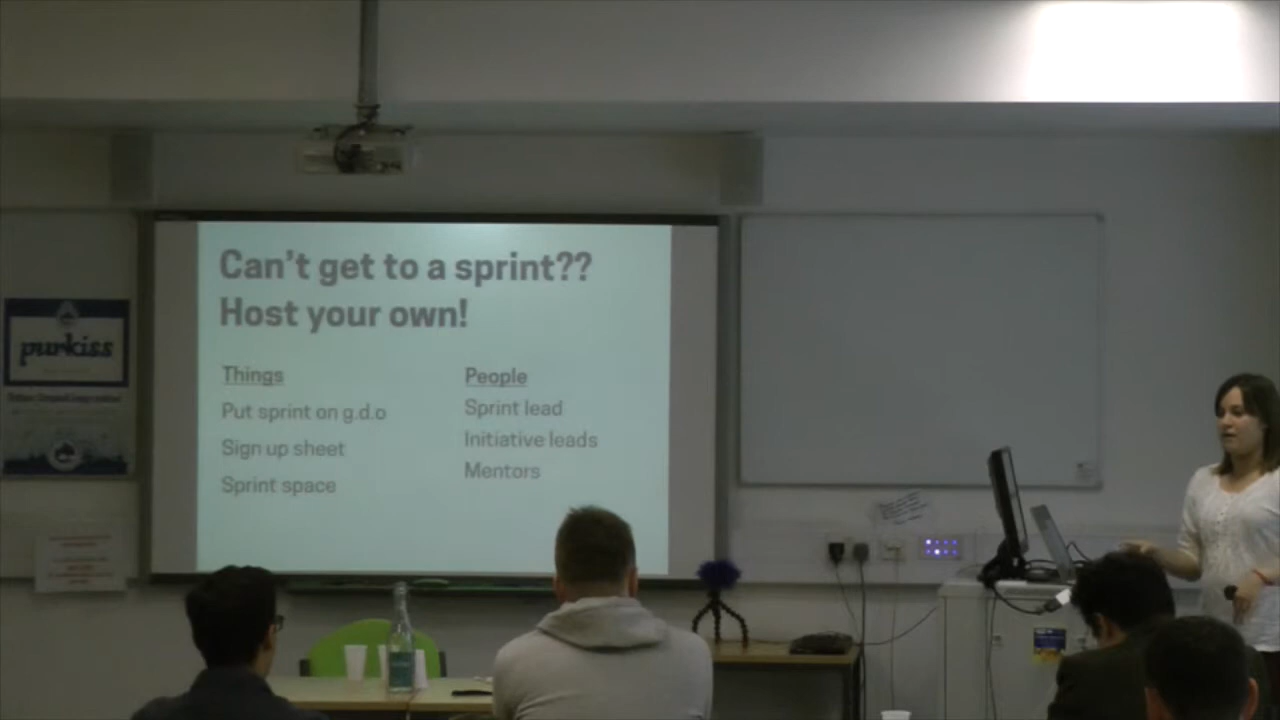 Can't get to a sprint??
Host your own!
Things
Put sprint on g.d.o
Sign up sheet
Sprint space
People
Sprint lead
Initiative leads
Mentors
purkiss